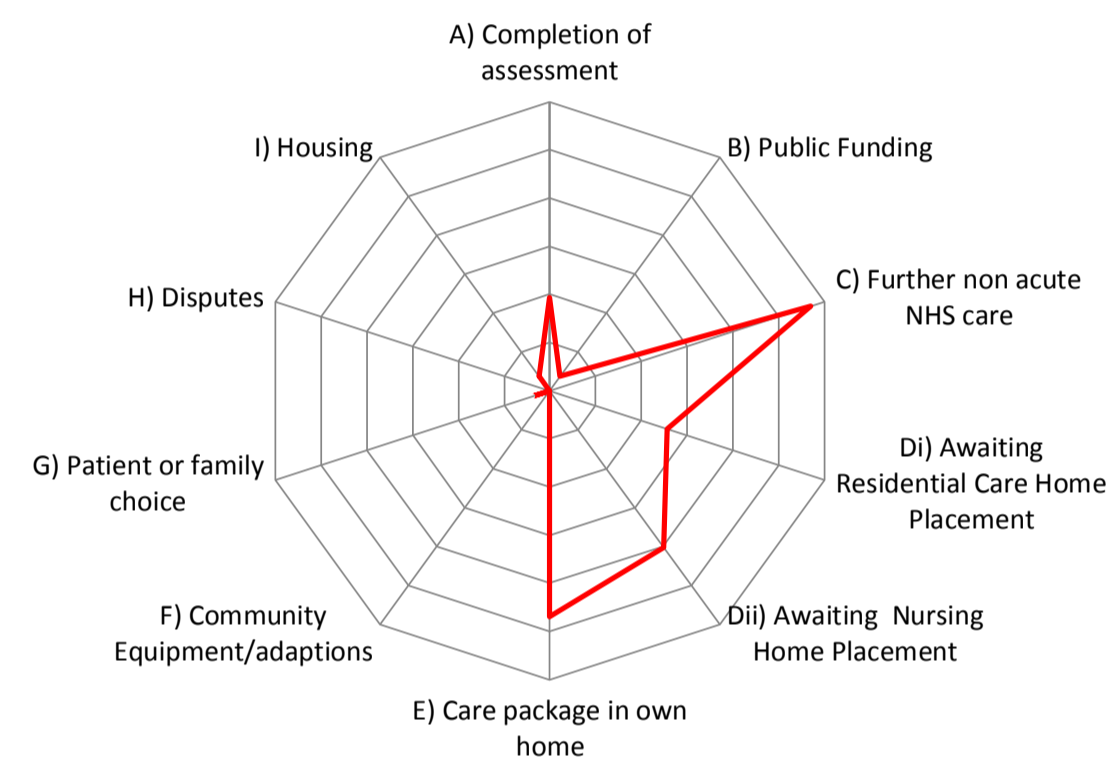 A) Completion of
assessment
B) Public Funding
C) Further non acute
NHS care
Di) Awaiting
Residential Care Home
Placement
Dii) Awaiting  Nursing
Home Placement
E) Care package in own
home
F) Community
Equipment/adaptions
G) Patient or family
choice
H) Disputes
I) Housing